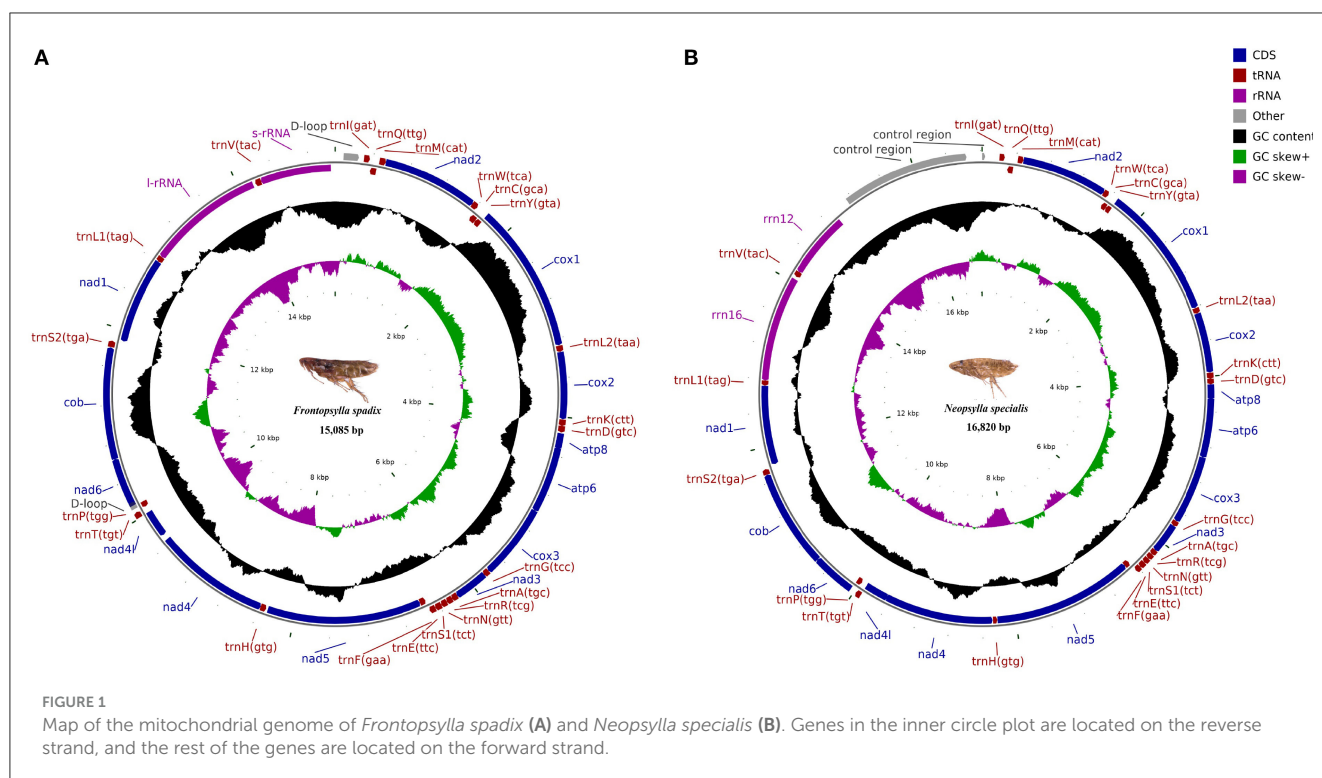 A
B
CDS
tRNA
rRNA
Other
GC content
GC skew+
GC skew-
D-loop
trnI(gat)
trnQ(ttg)
trnM(cat)
nad2
trnW(tca)
trnC(gca)
trnY(gta)
cox1
trnL2(taa)
cox2
trnK(ctt)
trnD(gtc)
atp8
atp6
cox3
trnG(tcc)
nad3
trnA(tgc)
trnR(tcg)
trnN(gtt)
trnS1(tct)
trnE(ttc)
trnF(gaa)
nad5
trnH(gtg)
nad4
nad4l
trnT(tgt)
trnP(tgg)
D-loop
nad6
cob
trnS2(tga)
nad1
trnL1(tag)
l-rRNA
trnV(tac)
s-rRNA
2 kbp
4 kbp
6 kbp
8 kbp
10 kbp
12 kbp
14 kbp
Frontopsylla spadix
15,085 bp
control region
control region
trnI(gat)
trnQ(ttg)
trnM(cat)
nad2
trnW(tca)
trnC(gca)
trnY(gta)
cox1
trnL2(taa)
cox2
trnK(ctt)
trnD(gtc)
atp8
atp6
cox3
trnG(tcc)
nad3
trnA(tgc)
trnR(tcg)
trnN(gtt)
trnS1(tct)
trnE(ttc)
trnF(gaa)
nad5
trnH(gtg)
nad4
nad4l
trnT(tgt)
trnP(tgg)
nad6
cob
trnS2(tga)
nad1
trnL1(tag)
rrn16
trnV(tac)
rrn12
2 kbp
4 kbp
6 kbp
8 kbp
10 kbp
12 kbp
14 kbp
16 kbp
Neopsylla specialis
16,820 bp
FIGURE 1
Map of the mitochondrial genome of Frontopsylla spadix (A) and Neopsylla specialis (B). Genes in the inner circle plot are located on the reverse
strand, and the rest of the genes are located on the forward strand.